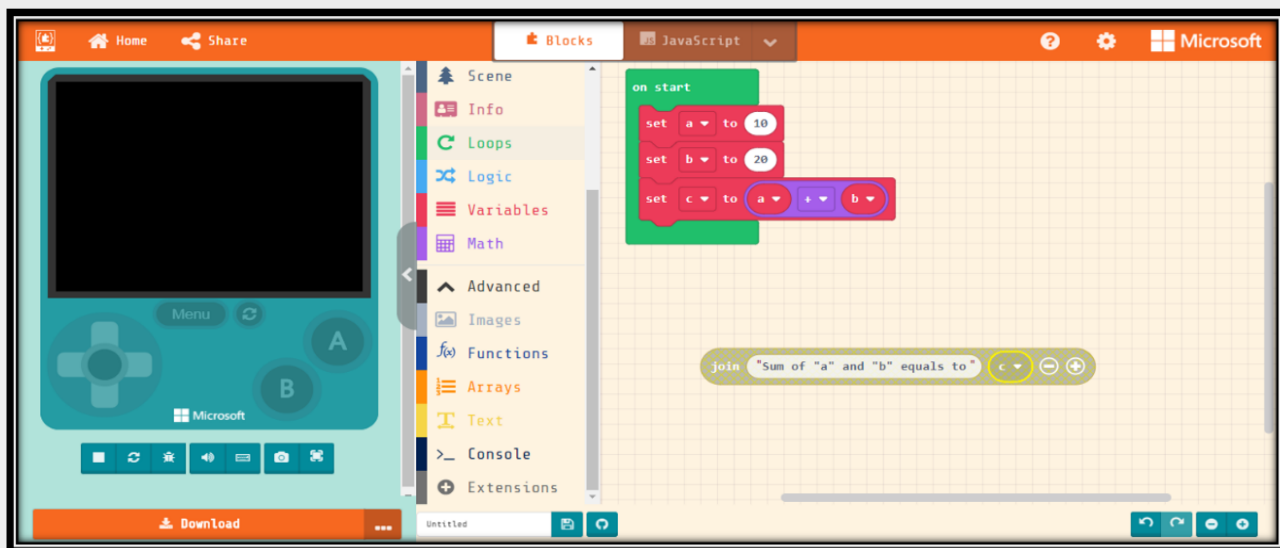 Home
Share
Blocks
JS JavaScript
?
Microsoft
Menu
A
B
Microsoft
Download
...
Scene
Info
Loops
Logic
Variables
Math
Advanced
Images
f(x) Functions
Arrays
T Text
>_ Console
Extensions
Untitled
on start
set a to 10
set b to 20
set c to a + b
join "Sum of "a" and "b" equals to" c